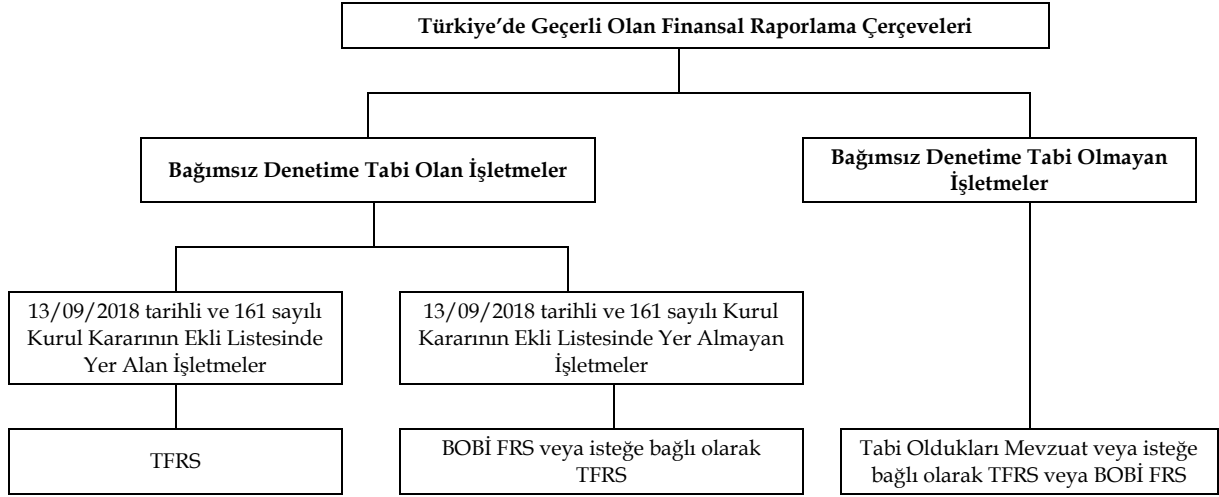 Türkiye’de Geçerli Olan Finansal Raporlama Çerçeveleri
Bağımsız Denetime Tabi Olan İşletmeler
Bağımsız Denetime Tabi Olmayan
İşletmeler
13/09/2018 tarihli ve 161 sayılı
Kurul Kararının Ekli Listesinde
Yer Alan İşletmeler
13/09/2018 tarihli ve 161 sayılı Kurul
Kararının Ekli Listesinde Yer Almayan
İşletmeler
TFRS
BOBİ FRS veya isteğe bağlı olarak
TFRS
Tabi Oldukları Mevzuat veya isteğe
bağlı olarak TFRS veya BOBİ FRS